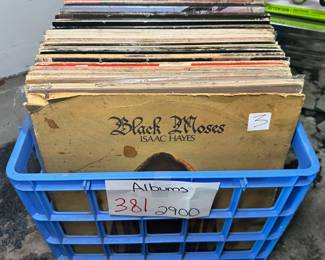 Black Moses
ISAAC HAYES
3
Albums
381 2900